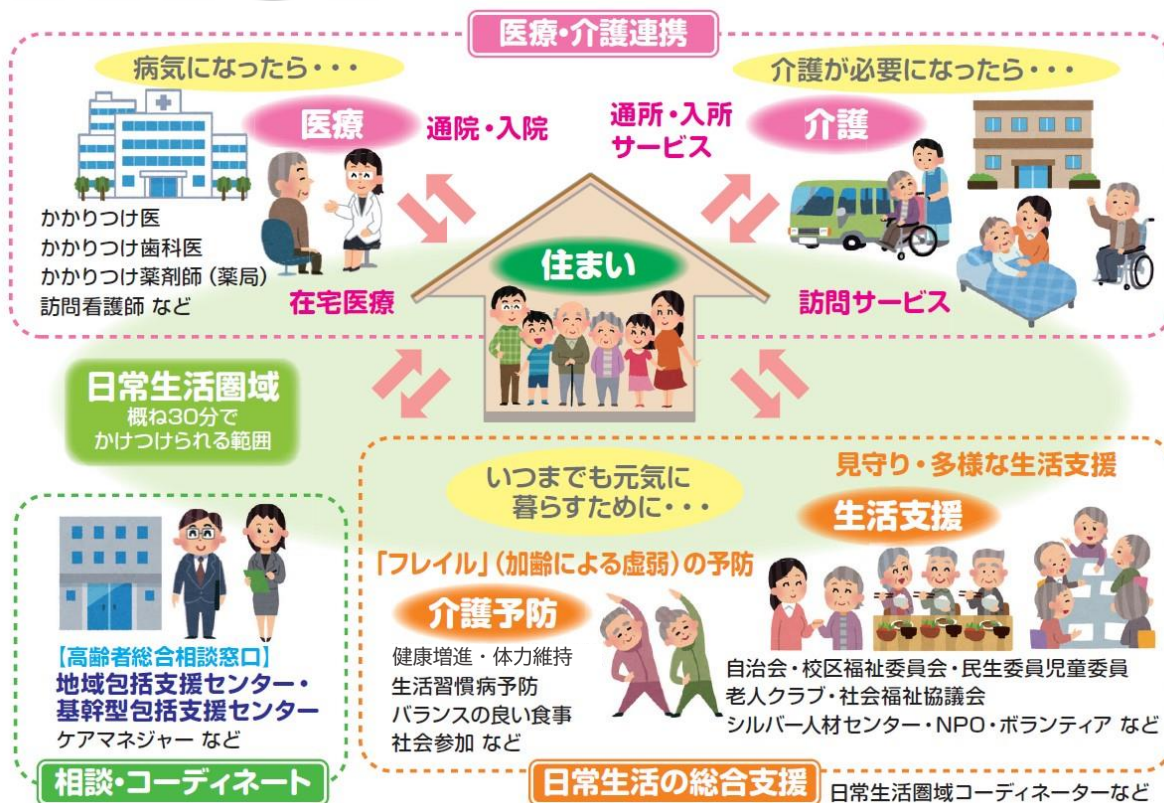 医療・介護連携
病気になったら・・・
医療
通院・入院
かかりつけ医
かかりつけ歯科医
かかりつけ薬剤師（薬局）
訪問看護師 など
在宅医療
介護が必要になったら・・・
通所・入所
サービス
介護
訪問サービス
住まい
日常生活圏域
概ね30分で
かけつけられる範囲
いつまでも元気に
暮らすために・・・
「フレイル」（加齢による虚弱）の予防
介護予防
健康増進・体力維持
生活習慣病予防
バランスの良い食事
社会参加 など
見守り・多様な生活支援
生活支援
自治会・校区福祉委員会・民生委員児童委員
老人クラブ・社会福祉協議会
シルバー人材センター・NPO・ボランティア など
【高齢者総合相談窓口】
地域包括支援センター・
基幹型包括支援センター
ケアマネジャー など
相談・コーディネート
日常生活の総合支援
日常生活圏域コーディネーターなど